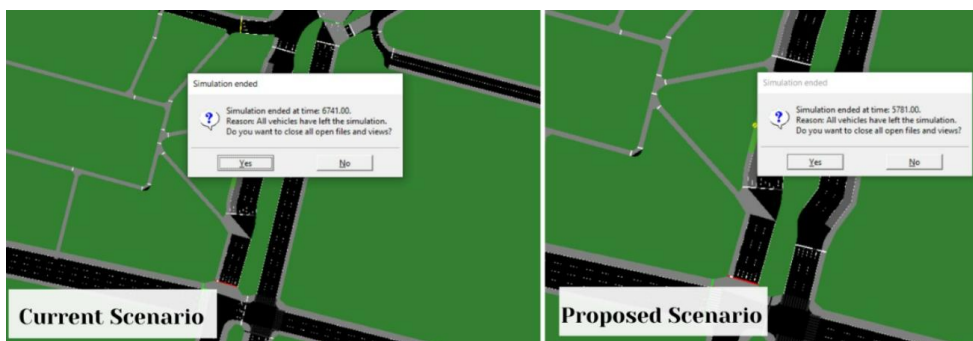 Simulation ended
Simulation ended at time: 6741.00.
Reason: All vehicles have left the simulation.
Do you want to close all open files and views?
Yes
No
Current Scenario
Simulation ended
Simulation ended at time: 5781.00.
Reason: All vehicles have left the simulation.
Do you want to close all open files and views?
Yes
No
Proposed Scenario